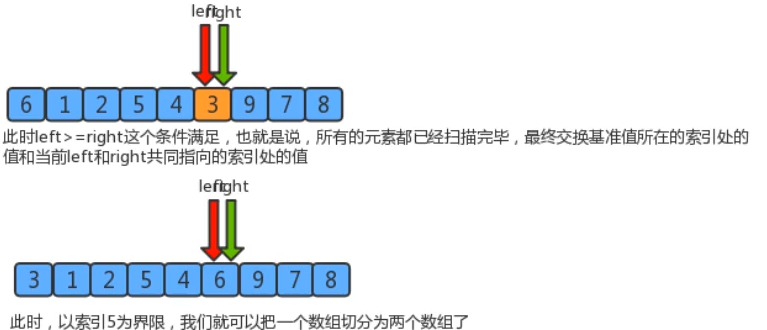 left right
6 1 2 5 4 3 9 7 8
此时left>=right这个条件满足，也就是说，所有的元素都已经扫描完毕，最终交换基准值所在的索引处的
值和当前left和right共同指向的索引处的值
left right
3 1 2 5 4 6 9 7 8
此时，以索引5为界限，我们就可以把一个数组切分为两个数组了